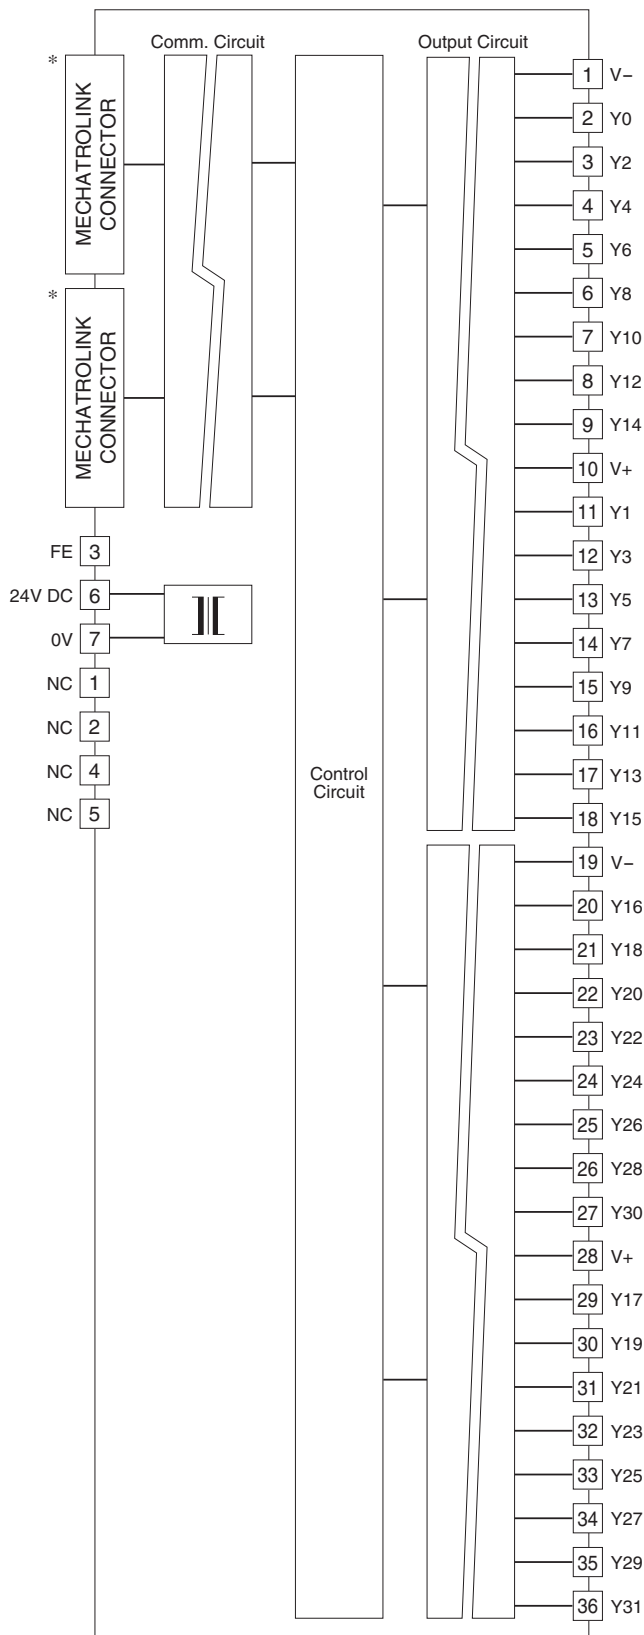 Comm. Circuit
Output Circuit
*
MECHATROLINK
CONNECTOR
*
MECHATROLINK
CONNECTOR
FE 3
24V DC 6
0V 7
NC 1
NC 2
NC 4
NC 5
Control
Circuit
1 V−
2 Y0
3 Y2
4 Y4
5 Y6
6 Y8
7 Y10
8 Y12
9 Y14
10 V+
11 Y1
12 Y3
13 Y5
14 Y7
15 Y9
16 Y11
17 Y13
18 Y15
19 V−
20 Y16
21 Y18
22 Y20
23 Y22
24 Y24
25 Y26
26 Y28
27 Y30
28 V+
29 Y17
30 Y19
31 Y21
32 Y23
33 Y25
34 Y27
35 Y29
36 Y31